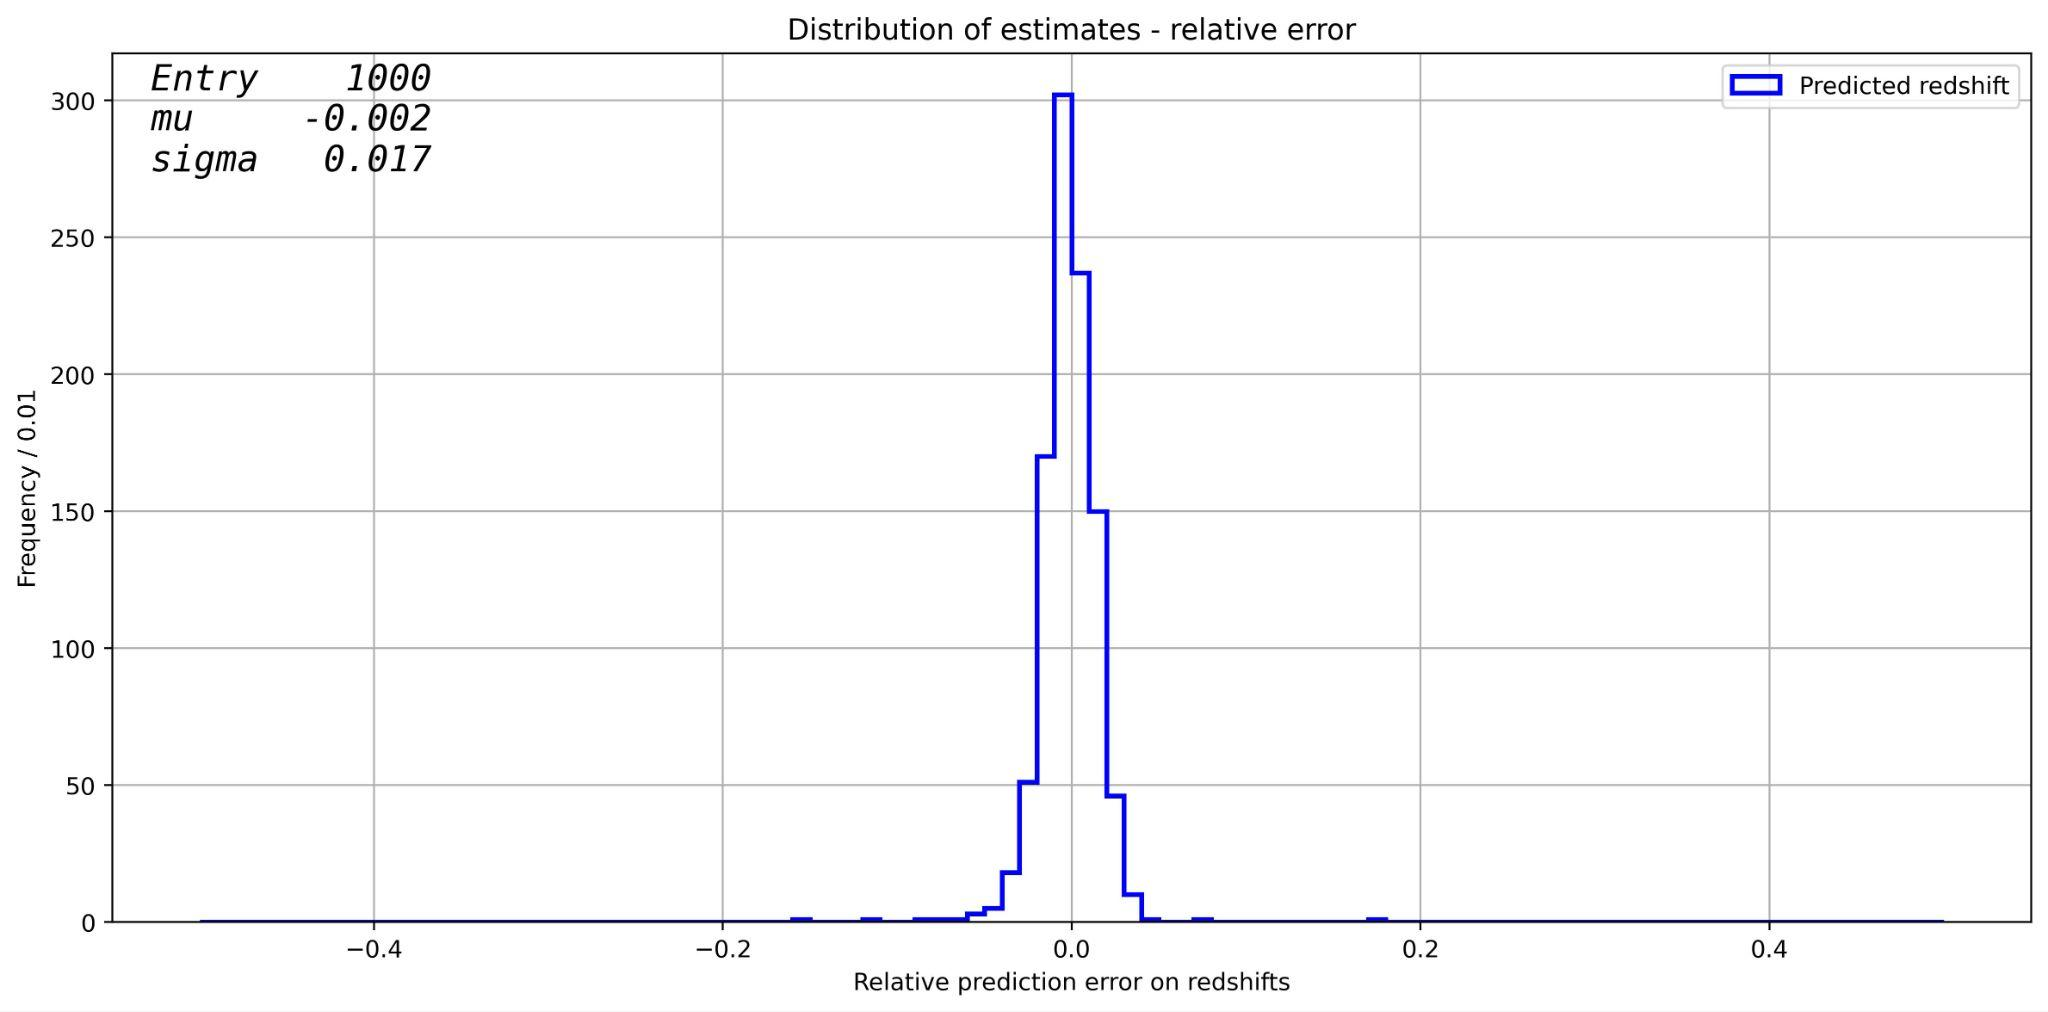 Distribution of estimates - relative error
Entry 1000
mu -0.002
sigma 0.017
Predicted redshift
Frequency / 0.01
300
250
200
150
100
50
0
−0.4 −0.2 0.0 0.2 0.4
Relative prediction error on redshifts